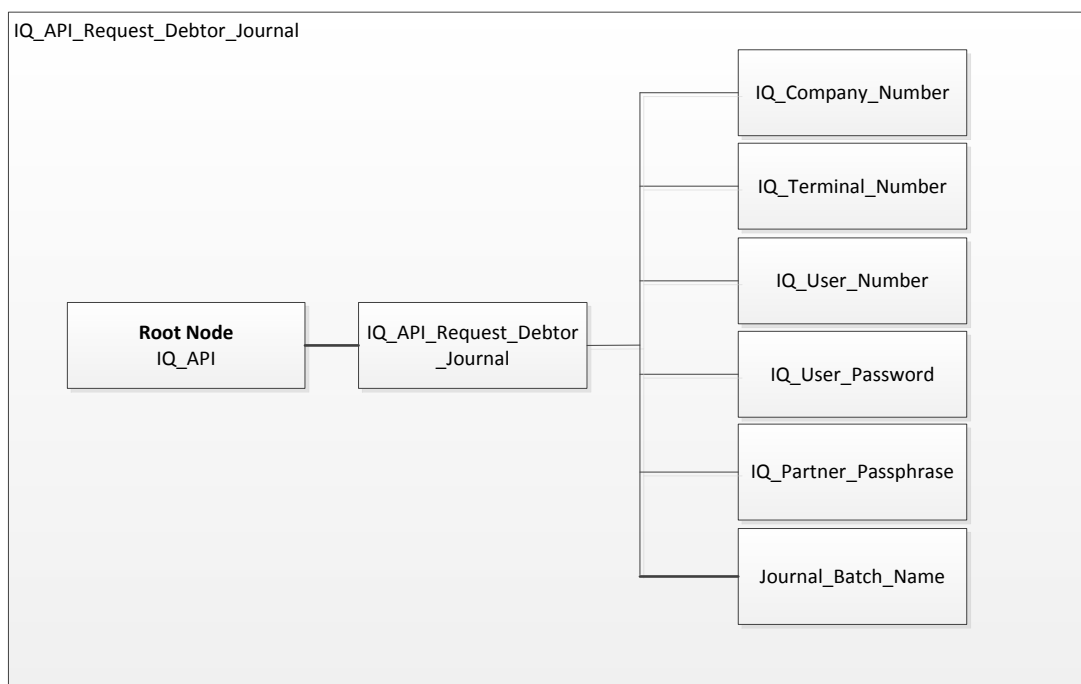 IQ_API_Request_Debtor_Journal
IQ_Company_Number
IQ_Terminal_Number
IQ_User_Number
Root Node
IQ_API
IQ_API_Request_Debtor
_Journal
IQ_User_Password
IQ_Partner_Passphrase
Journal_Batch_Name